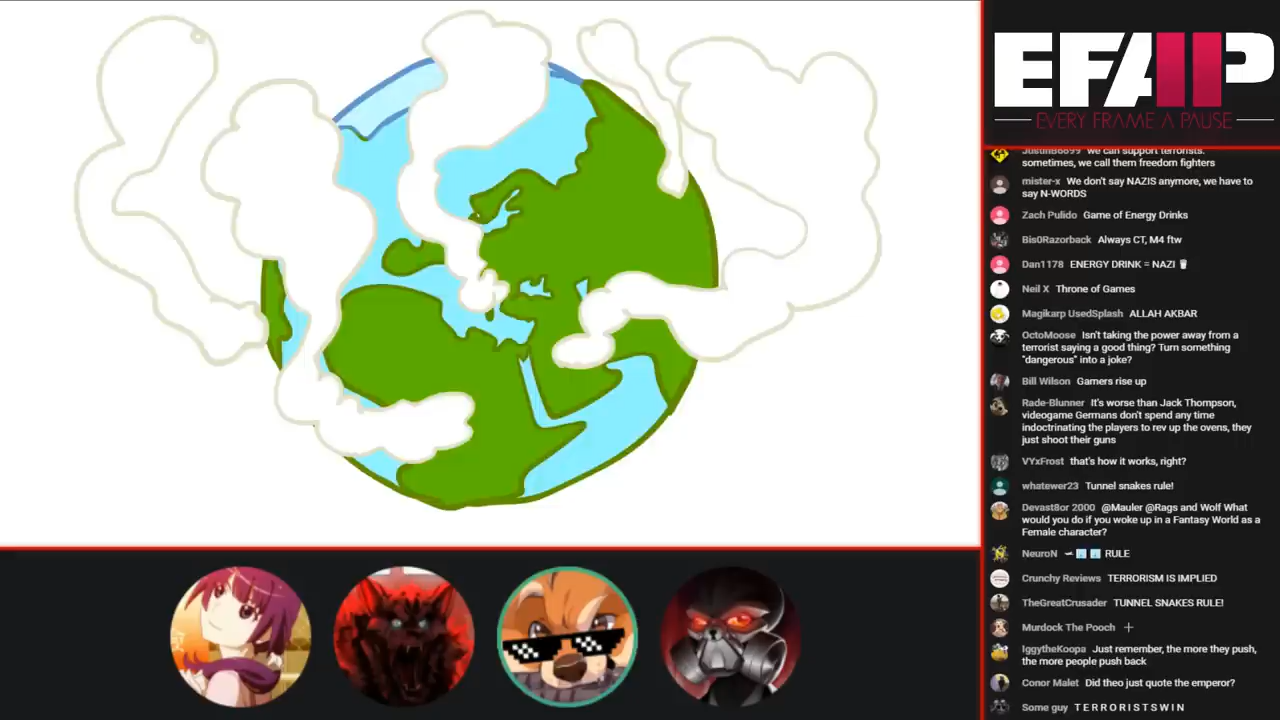 EFAP
EVERY FRAME A PAUSE
JustinB6699 we can support terrorists.
sometimes, we call them freedom fighters
mister-x We don't say NAZIS anymore, we have to
say N-WORDS
Zach Pulido Game of Energy Drinks
Bis0Razorback Always CT, M4 ftw
Dan1178 ENERGY DRINK = NAZI 🥛
Neil X Throne of Games
Magikarp UsedSplash ALLAH AKBAR
OctoMoose Isn't taking the power away from a
terrorist saying a good thing? Turn something
"dangerous" into a joke?
Bill Wilson Gamers rise up
Rade-Blunner It's worse than Jack Thompson,
videogame Germans don't spend any time
indoctrinating the players to rev up the ovens, they
just shoot their guns
VYxFrost that's how it works, right?
whatewer23 Tunnel snakes rule!
Devast8or 2000 @Mauler @Rags and Wolf What
would you do if you woke up in a Fantasy World as a
Female character?
NeuroN RULE
Crunchy Reviews TERRORISM IS IMPLIED
TheGreatCrusader TUNNEL SNAKES RULE!
Murdock The Pooch +
IggytheKoopa Just remember, the more they push,
the more people push back
Conor Malet Did theo just quote the emperor?
Some guy T E R R O R I S T S W I N